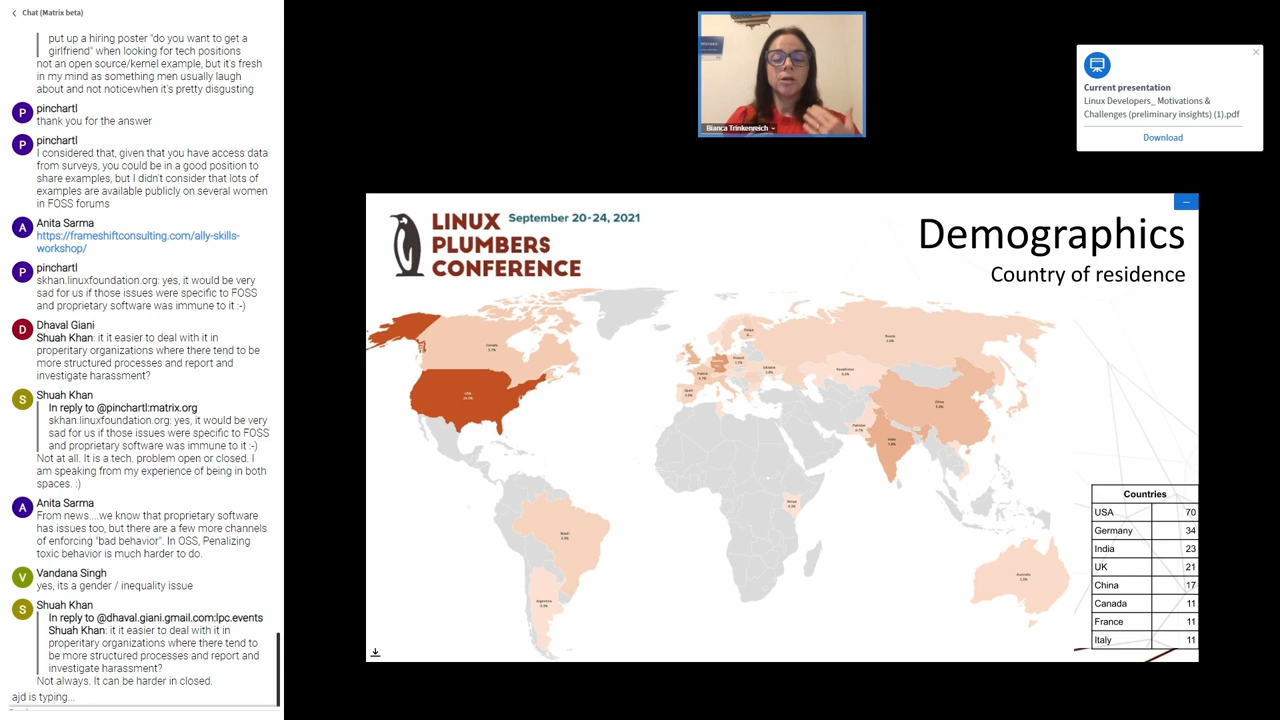 Chat (Matrix beta)
put up a hiring poster "do you want to get a
girlfriend" when looking for tech positions
not an open source/kernel example, but it's fresh
in my mind as something men usually laugh
about and not noticewhen it's pretty disgusting
P
pinchartl
thank you for the answer
P
pinchartl
I considered that, given that you have access data
from surveys, you could be in a good position to
share examples, but I didn't consider that lots of
examples are available publicly on several women
in FOSS forums
A
Anita Sarma
https://frameshiftconsulting.com/ally-skills-
workshop/
P
pinchartl
skhan.linuxfoundation.org: yes, it would be very
sad for us if those issues were specific to FOSS
and proprietary software was immune to it :-)
D
Dhaval Giani
Shuah Khan: it it easier to deal with it in
properitary organizations where there tend to be
more structured processes and report and
investigate harassment?
S
Shuah Khan
In reply to @pinchartl:matrix.org
skhan.linuxfoundation.org: yes, it would be very
sad for us if those issues were specific to FOSS
and proprietary software was immune to it :-)
Not at all. It is a tech, problem open or closed. I
am speaking from my experience of being in both
spaces. :)
A
Anita Sarma
From news....we know that proprietary software
has issues too, but there are a few more channels
of enforcing "bad behavior". In OSS, Penalizing
toxic behavior is much harder to do.
V
Vandana Singh
yes, its a gender / inequality issue
S
Shuah Khan
In reply to @dhaval.giani.gmail.com:lpc.events
Shuah Khan: it it easier to deal with it in
properitary organizations where there tend to
be more structured processes and report and
investigate harassment?
Not always. It can be harder in closed.
ajd is typing...
Bianca Trinkenreich
Current presentation
Linux Developers_ Motivations &
Challenges (preliminary insights) (1).pdf
Download
LINUX
PLUMBERS
CONFERENCE
September 20-24, 2021
Demographics
Country of residence
Canada
USA
Brazil
Argentina
Spain
France
Poland
Ukraine
Russia
Kazakhstan
China
Pakistan
India
Kenya
Australia
Countries
USA 70
Germany 34
India 23
UK 21
China 17
Canada 11
France 11
Italy 11